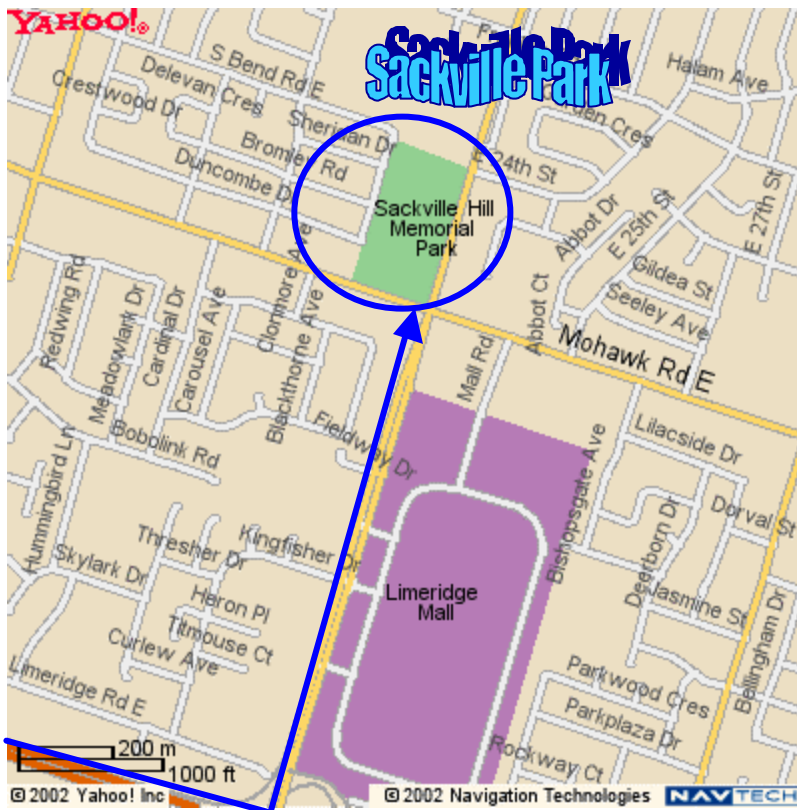 YAHOO!®
Sackville Park
S Bend Rd E
Delevan Cres
Crestwood Dr
Halam Ave
Sheridan Dr
Bromley Rd
Duncombe Dr
E 24th St
Sackville Hill
Memorial
Park
Abbot Dr
E 25th St
E 27th St
Gildea St
Seeley Ave
Abbot Ct
Mohawk Rd E
Redwing Rd
Meadowlark Dr
Cardinal Dr
Carousel Ave
Clonmore Ave
Blackthorne Ave
Mall Rd
Fieldway Dr
Bobolink Rd
Hummingbird Ln
Lilacside Dr
Bishopsgate Ave
Dorval St
Deerborn Dr
Thresher Dr
Kingfisher Dr
Skylark Dr
Heron Pl
Titmouse Ct
Curlew Ave
Limeridge
Mall
Jasmine St
Bellingham Dr
Limeridge Rd E
Parkwood Cres
Parkplaza Dr
Rockway Ct
200 m
1000 ft
© 2002 Yahoo! Inc
© 2002 Navigation Technologies
NAVTECH